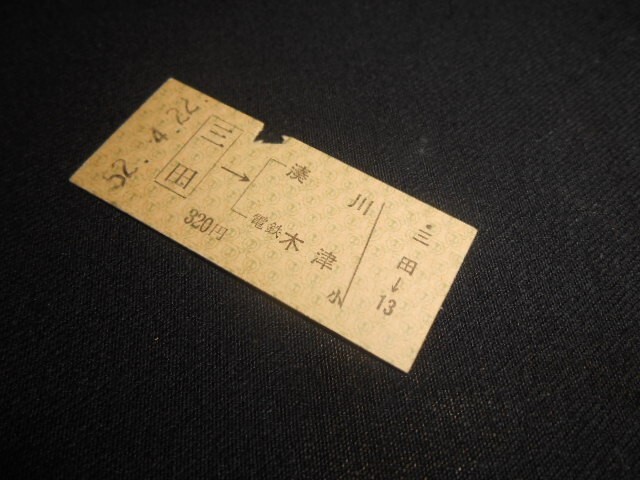 52.-4.22.
三田→湊川
電鉄木津
320円
小
三田→13